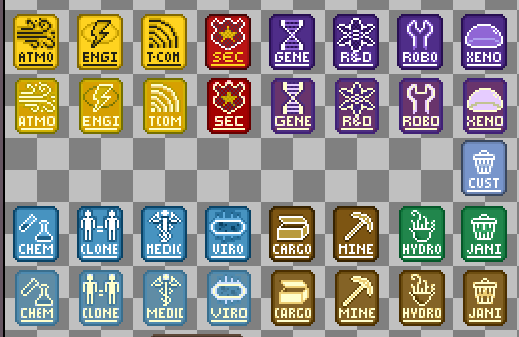 ATMO ENGI T-COM SEC GENE R&D ROBO XENO
ATMO ENGI TCOM SEC GENE R&D ROBO XENO
CUST
CHEM CLONE MEDIC VIRO CARGO MINE HYDRO JANI
CHEM CLONE MEDIC VIRO CARGO MINE HYDRO JANI